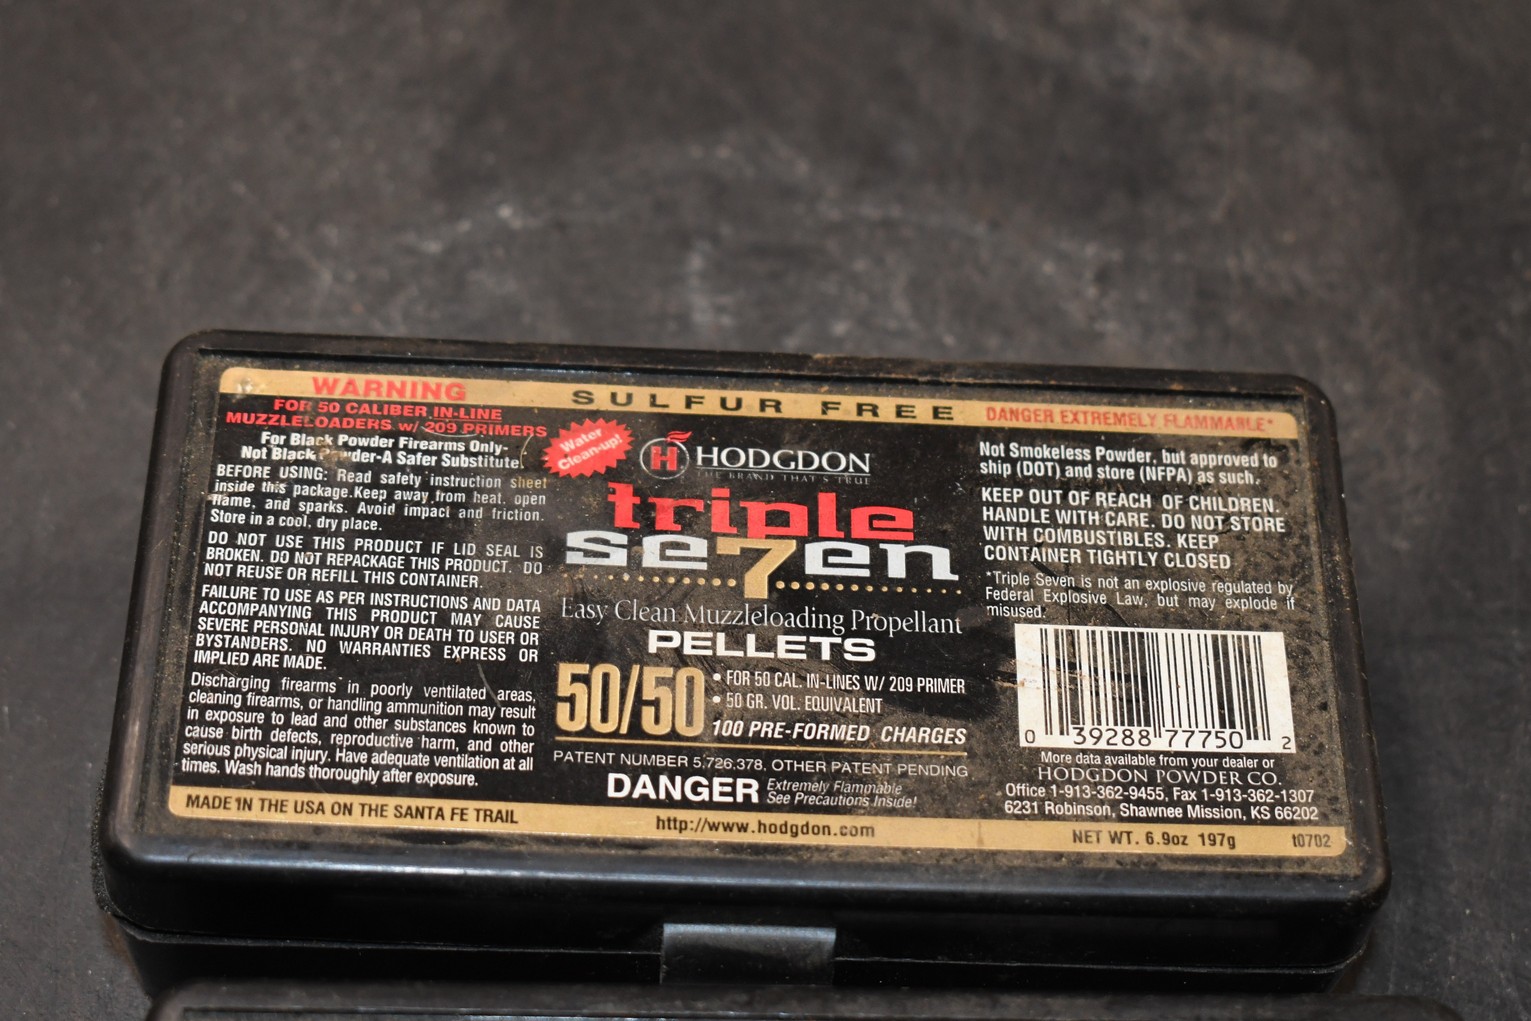 WARNING
FOR 50 CALIBER IN-LINE
MUZZLELOADERS w/ 209 PRIMERS
For Black Powder Firearms Only-
Not Black Powder-A Safer Substitute!
BEFORE USING: Read safety instruction sheet
inside this package. Keep away from heat, open
flame, and sparks. Avoid impact and friction.
Store in a cool, dry place.
DO NOT USE THIS PRODUCT IF LID SEAL IS
BROKEN. DO NOT REPACKAGE THIS PRODUCT. DO
NOT REUSE OR REFILL THIS CONTAINER.
FAILURE TO USE AS PER INSTRUCTIONS AND DATA
ACCOMPANYING THIS PRODUCT MAY CAUSE
SEVERE PERSONAL INJURY OR DEATH TO USER OR
BYSTANDERS. NO WARRANTIES EXPRESS OR
IMPLIED ARE MADE.
Discharging firearms in poorly ventilated areas,
cleaning firearms, or handling ammunition may result
in exposure to lead and other substances known to
cause birth defects, reproductive harm, and other
serious physical injury. Have adequate ventilation at all
times. Wash hands thoroughly after exposure.
MADE IN THE USA ON THE SANTA FE TRAIL
SULFUR FREE
Water
Clean-up!
H HODGDON
THE BRAND THAT'S TRUE
triple
se7en
Easy Clean Muzzleloading Propellant
PELLETS
50/50
• FOR 50 CAL. IN-LINES W/ 209 PRIMER
• 50 GR. VOL. EQUIVALENT
100 PRE-FORMED CHARGES
PATENT NUMBER 5,726,378, OTHER PATENT PENDING
DANGER
Extremely Flammable
See Precautions Inside!
http://www.hodgdon.com
DANGER EXTREMELY FLAMMABLE*
Not Smokeless Powder, but approved to
ship (DOT) and store (NFPA) as such.
KEEP OUT OF REACH OF CHILDREN.
HANDLE WITH CARE. DO NOT STORE
WITH COMBUSTIBLES. KEEP
CONTAINER TIGHTLY CLOSED
*Triple Seven is not an explosive regulated by
Federal Explosive Law, but may explode if
misused.
0 39288 77750 2
More data available from your dealer or
HODGDON POWDER CO.
Office 1-913-362-9455, Fax 1-913-362-1307
6231 Robinson, Shawnee Mission, KS 66202
NET WT. 6.9oz 197g
t0702